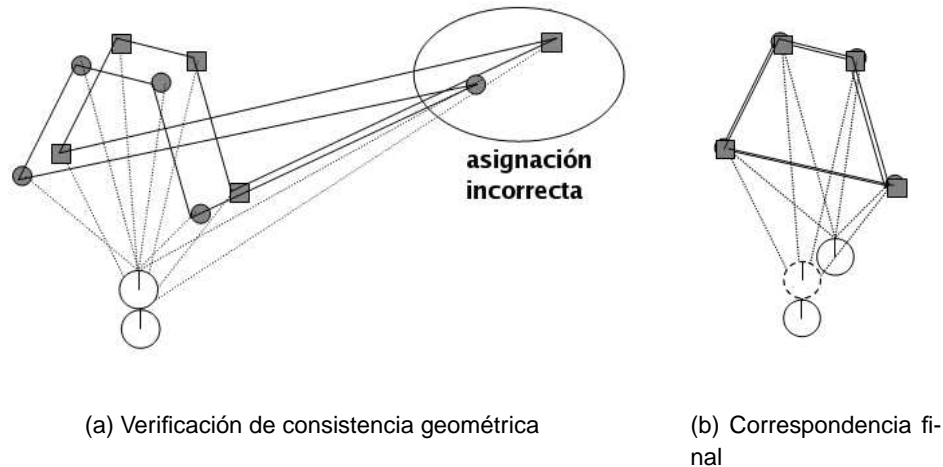 asignación
incorrecta
(a) Verificación de consistencia geométrica
(b) Correspondencia fi-
nal